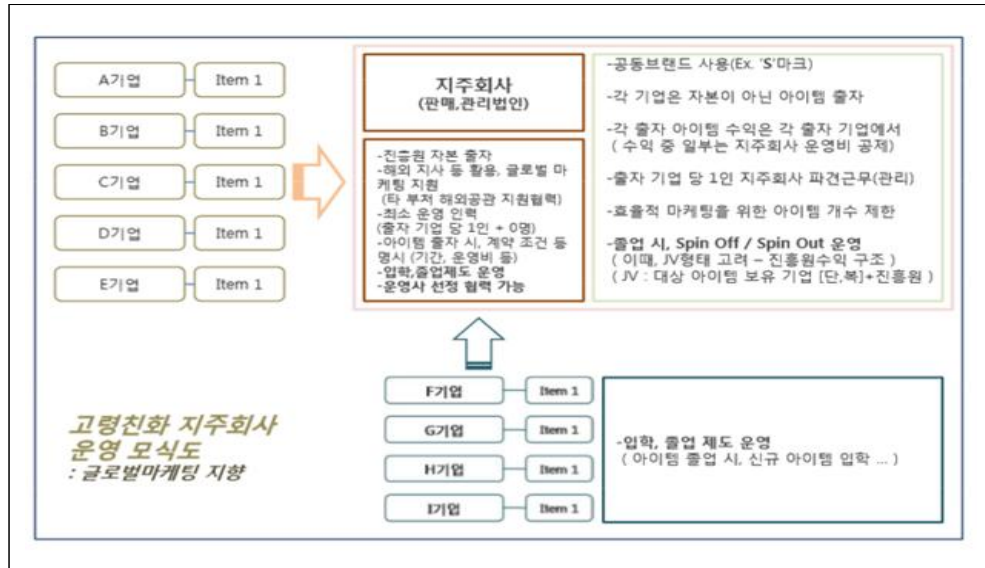 A기업 Item 1
B기업 Item 1
C기업 Item 1
D기업 Item 1
E기업 Item 1
지주회사
(판매,관리법인)
-진흥원 자본 출자
-해외 지사 등 활용, 글로벌 마
케팅 지원
(타 부처 해외공관 지원협력)
-최소 운영 인력
(출자 기업 당 1인 + 0명)
-아이템 출자 시, 계약 조건 등
명시 (기간, 운영비 등)
-입학,졸업제도 운영
-운영사 선정 협력 가능
-공동브랜드 사용(Ex. 'S'마크)
-각 기업은 자본이 아닌 아이템 출자
-각 출자 아이템 수익은 각 출자 기업에서
( 수익 중 일부는 지주회사 운영비 공제)
-출자 기업 당 1인 지주회사 파견근무(관리)
-효율적 마케팅을 위한 아이템 개수 제한
-졸업 시, Spin Off / Spin Out 운영
( 이때, JV형태 고려 – 진흥원수익 구조 )
( JV : 대상 아이템 보유 기업 [단,복]+진흥원 )
F기업 Item 1
G기업 Item 1
H기업 Item 1
I기업 Item 1
-입학, 졸업 제도 운영
( 아이템 졸업 시, 신규 아이템 입학 ... )
고령친화 지주회사
운영 모식도
: 글로벌마케팅 지향